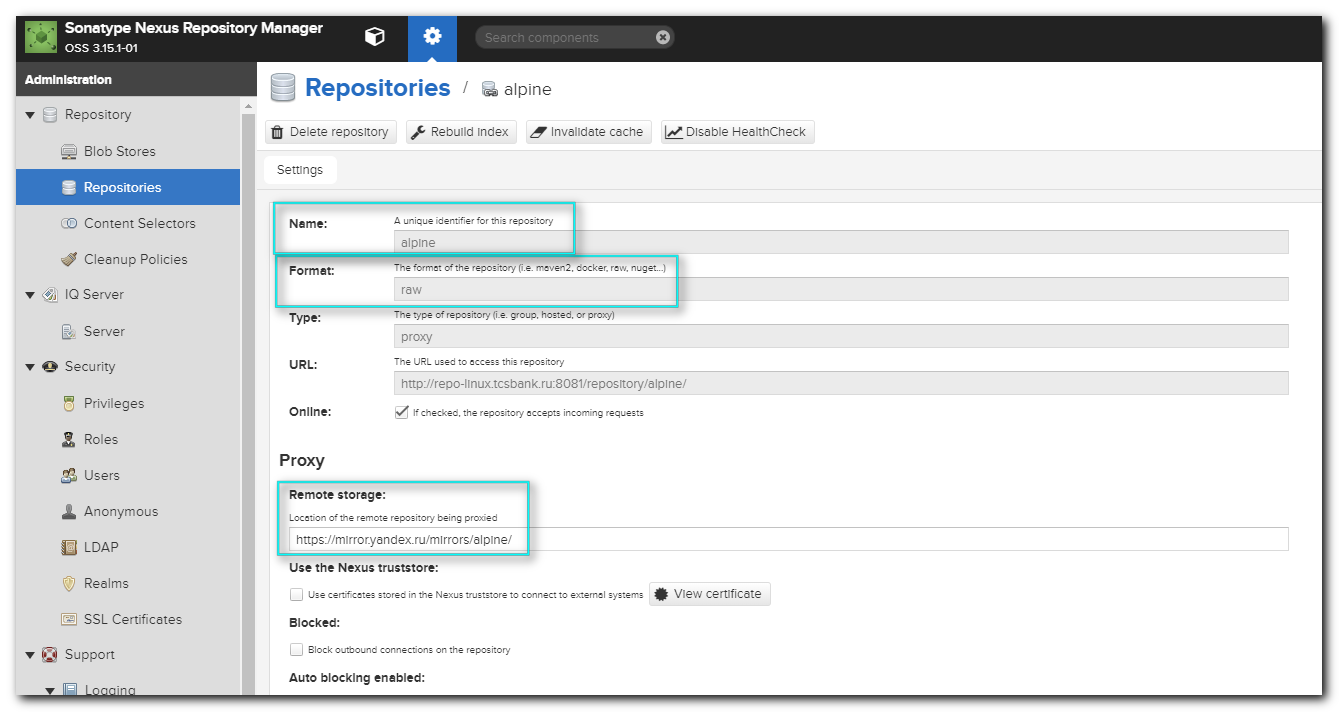 Sonatype Nexus Repository Manager
OSS 3.15.1-01
Search components
Administration
Repository
Blob Stores
Repositories
Content Selectors
Cleanup Policies
IQ Server
Server
Security
Privileges
Roles
Users
Anonymous
LDAP
Realms
SSL Certificates
Support
Logging
Repositories / alpine
Delete repository
Rebuild index
Invalidate cache
Disable HealthCheck
Settings
Name:
A unique identifier for this repository
alpine
Format:
The format of the repository (i.e. maven2, docker, raw, nuget...)
raw
Type:
The type of repository (i.e. group, hosted, or proxy)
proxy
URL:
The URL used to access this repository
http://repo-linux.tcsbank.ru:8081/repository/alpine/
Online:
If checked, the repository accepts incoming requests
Proxy
Remote storage:
Location of the remote repository being proxied
https://mirror.yandex.ru/mirrors/alpine/
Use the Nexus truststore:
Use certificates stored in the Nexus truststore to connect to external systems
View certificate
Blocked:
Block outbound connections on the repository
Auto blocking enabled: